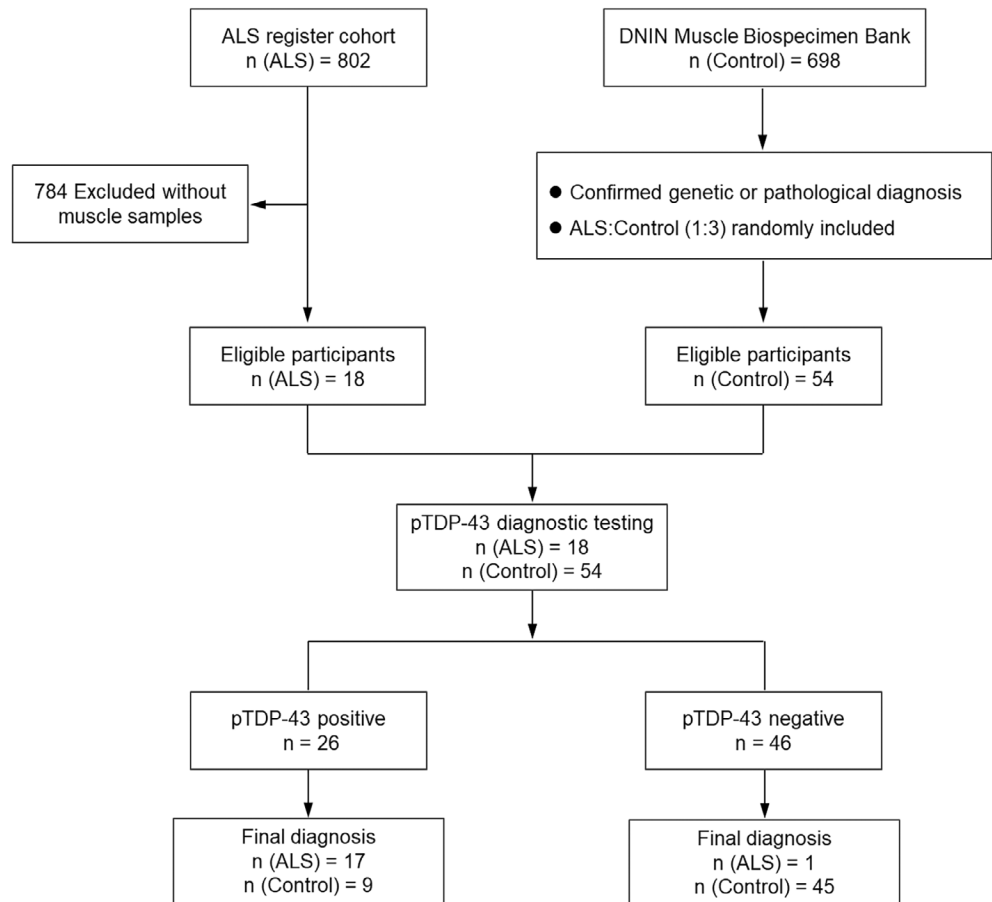 ALS register cohort
n (ALS) = 802
DNIN Muscle Biospecimen Bank
n (Control) = 698
784 Excluded without
muscle samples
● Confirmed genetic or pathological diagnosis
● ALS:Control (1:3) randomly included
Eligible participants
n (ALS) = 18
Eligible participants
n (Control) = 54
pTDP-43 diagnostic testing
n (ALS) = 18
n (Control) = 54
pTDP-43 positive
n = 26
pTDP-43 negative
n = 46
Final diagnosis
n (ALS) = 17
n (Control) = 9
Final diagnosis
n (ALS) = 1
n (Control) = 45